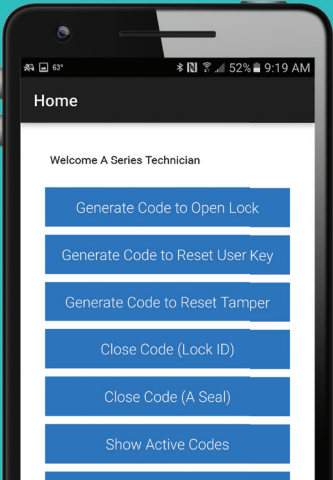 63° 52% 9:19 AM
Home
Welcome A Series Technician
Generate Code to Open Lock
Generate Code to Reset User Key
Generate Code to Reset Tamper
Close Code (Lock ID)
Close Code (A Seal)
Show Active Codes